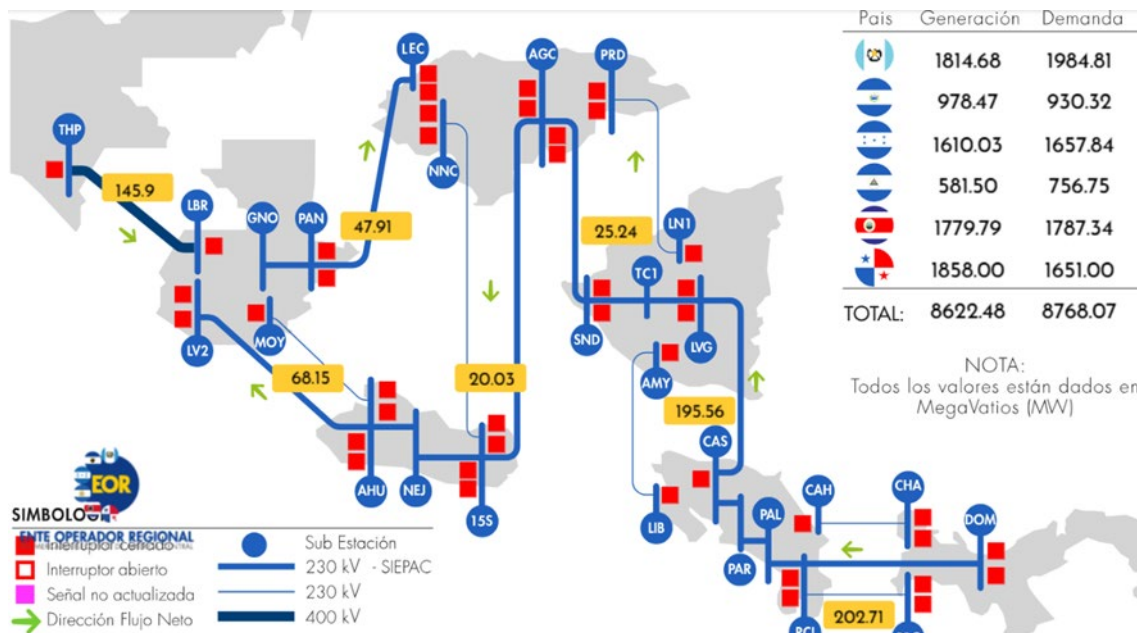 Pais Generación Demanda
1814.68 1984.81
978.47 930.32
1610.03 1657.84
581.50 756.75
1779.79 1787.34
1858.00 1651.00
TOTAL: 8622.48 8768.07
NOTA:
Todos los valores están dados en
MegaVatios (MW)
LEC
AGC
PRD
THP
NNC
145.9
LBR
GNO
PAN
47.91
25.24
LN1
TC1
MOY
SND
LVG
LV2
68.15
20.03
AMY
195.56
CAS
AHU
NEJ
15S
LIB
CAH
CHA
PAL
DOM
PAR
202.71
EOR
ENTE OPERADOR REGIONAL
Interruptor cerrado
Interruptor abierto
Señal no actualizada
Dirección Flujo Neto
Sub Estación
230 kV - SIEPAC
230 kV
400 kV